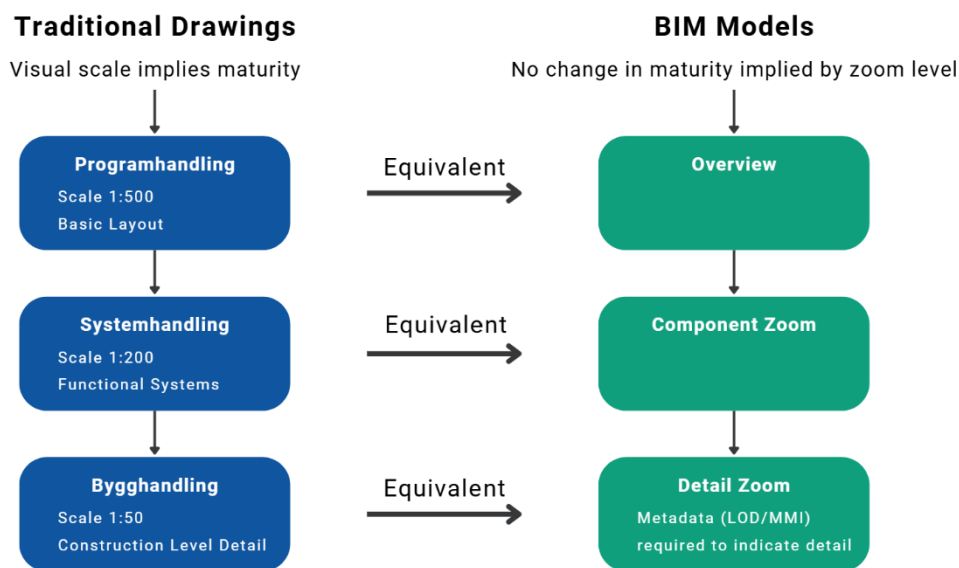 Traditional Drawings
Visual scale implies maturity
BIM Models
No change in maturity implied by zoom level
Programhandling
Scale 1:500
Basic Layout
Equivalent
Overview
Systemhandling
Scale 1:200
Functional Systems
Equivalent
Component Zoom
Bygghandling
Scale 1:50
Construction Level Detail
Equivalent
Detail Zoom
Metadata (LOD/MMI)
required to indicate detail